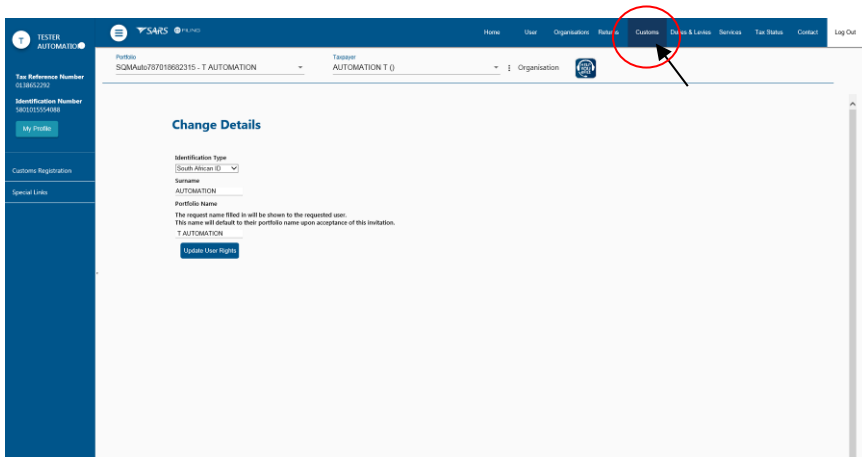 T
TESTER
AUTOMATION
SARS eFILING
Home User Organisations Returns Customs Duties & Levies Services Tax Status Contact Log Out
Portfolio
SQMAuto787018682315 - T AUTOMATION
Taxpayer
AUTOMATION T ()
Organisation
Tax Reference Number
0138652292
Identification Number
5801015554088
My Profile
Customs Registration
Special Links
Change Details
Identification Type
South African ID
Surname
AUTOMATION
Portfolio Name
The request name filled in will be shown to the requested user.
This name will default to their portfolio name upon acceptance of this invitation.
T AUTOMATION
Update User Rights